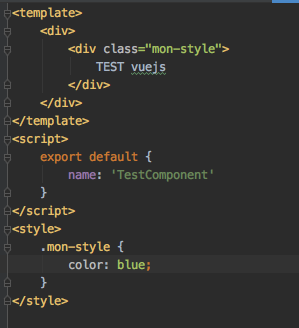 <template>
    <div>
        <div class="mon-style">
            TEST vuejs
        </div>
    </div>
</template>
<script>
    export default {
        name: 'TestComponent'
    }
</script>
<style>
    .mon-style {
        color: blue;
    }
</style>